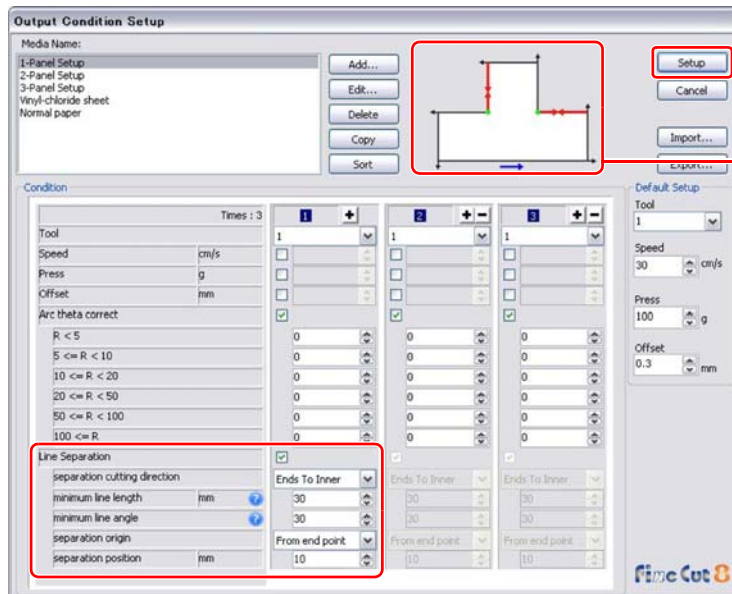 Output Condition Setup
Media Name:
1-Panel Setup
2-Panel Setup
3-Panel Setup
Vinyl-chloride sheet
Normal paper
Add...
Edit...
Delete
Copy
Sort
Setup
Cancel
Import...
Export...
Condition
Times : 3 1 + 2 + - 3 + -
Tool 1 1 1
Speed cm/s
Press g
Offset mm
Arc theta correct
R < 5 0 0 0
5 <= R < 10 0 0 0
10 <= R < 20 0 0 0
20 <= R < 50 0 0 0
50 <= R < 100 0 0 0
100 <= R 0 0 0
Line Separation
separation cutting direction Ends To Inner Ends To Inner Ends To Inner
minimum line length mm ? 30 30 30
minimum line angle ? 30 30 30
separation origin From end point From end point From end point
separation position mm 10 10 10
Default Setup
Tool
1
Speed
30 cm/s
Press
100 g
Offset
0.3 mm
Fine Cut 8